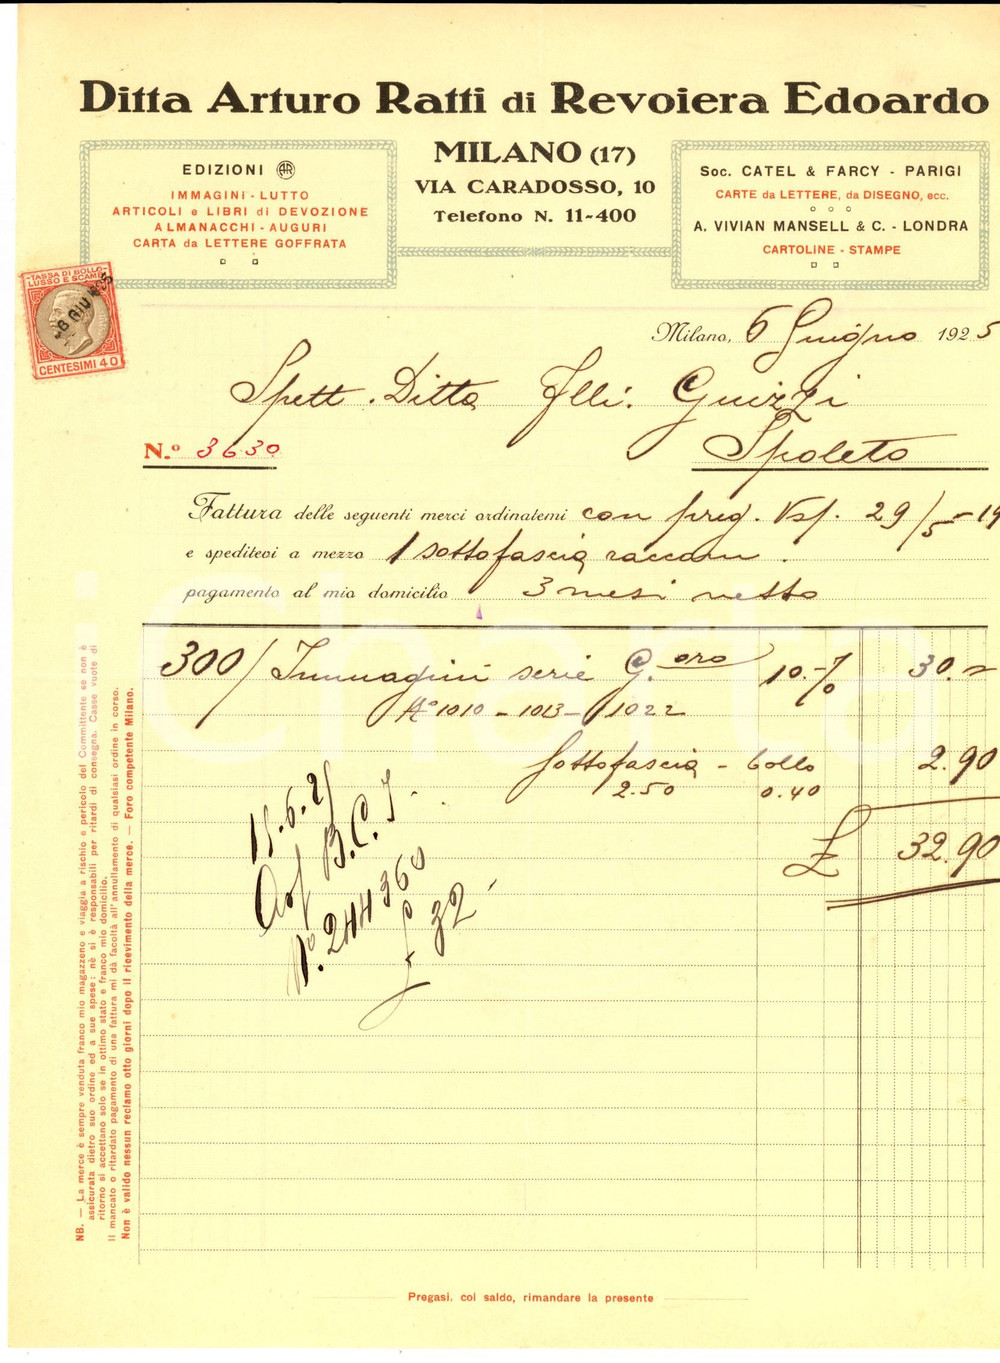 Ditta Arturo Ratti di Revoiera Edoardo
MILANO (17)
VIA CARADOSSO, 10
Telefono N. 11-400
EDIZIONI AR
IMMAGINI - LUTTO
ARTICOLI e LIBRI di DEVOZIONE
ALMANACCHI - AUGURI
CARTA da LETTERE GOFFRATA
Soc. CATEL & FARCY - PARIGI
CARTE da LETTERE, da DISEGNO, ecc.
A. VIVIAN MANSELL & C. - LONDRA
CARTOLINE - STAMPE
TASSA DI BOLLO
LUSSO E SCAMBI
-6 GIU
CENTESIMI 40
Milano, 6 Giugno 1925
Spett. Ditta Flli. Guizzi
Spoleto
N.º 3630
Fattura delle seguenti merci ordinatemi con preg. Vs/. 29/5 - 19
e speditevi a mezzo 1 sottofascia raccom.
pagamento al mio domicilio 3 mesi netto
300/ Immagini serie G. oro 10.-% 30.=
Nº 1010 - 1013 - 1022
Sottofascia - bollo 2.90
2.50 0.40
£ 32.90
15.6.25
B.C.I.
Nº. 244360
£ 32
NB. — La merce è sempre venduta franco mio magazzeno e viaggia a rischio e pericolo del Committente se non è
assicurata dietro suo ordine ed a sue spese: nè si è responsabili per ritardi di consegna. Casse vuote di
ritorno si accettano solo se in ottimo stato e franco mio domicilio.
Il mancato o ritardato pagamento di una fattura mi dà facoltà all'annullamento di qualsiasi ordine in corso.
Non è valido nessun reclamo otto giorni dopo il ricevimento della merce. — Foro competente Milano.
Pregasi, col saldo, rimandare la presente